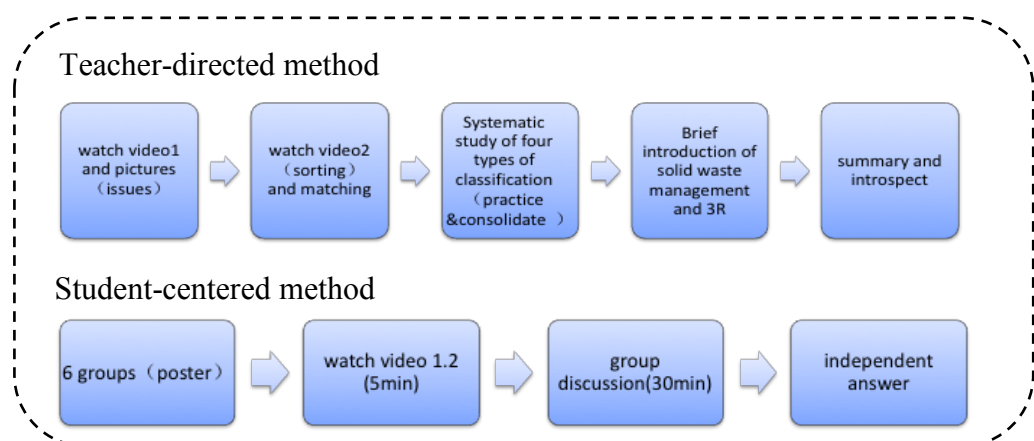 Teacher-directed method
watch video1
and pictures
（issues）
watch video2
（sorting）
and matching
Systematic
study of four
types of
classification
（practice
&consolidate ）
Brief
introduction of
solid waste
management
and 3R
summary and
introspect
Student-centered method
6 groups（poster）
watch video 1.2
(5min)
group
discussion(30min)
independent
answer